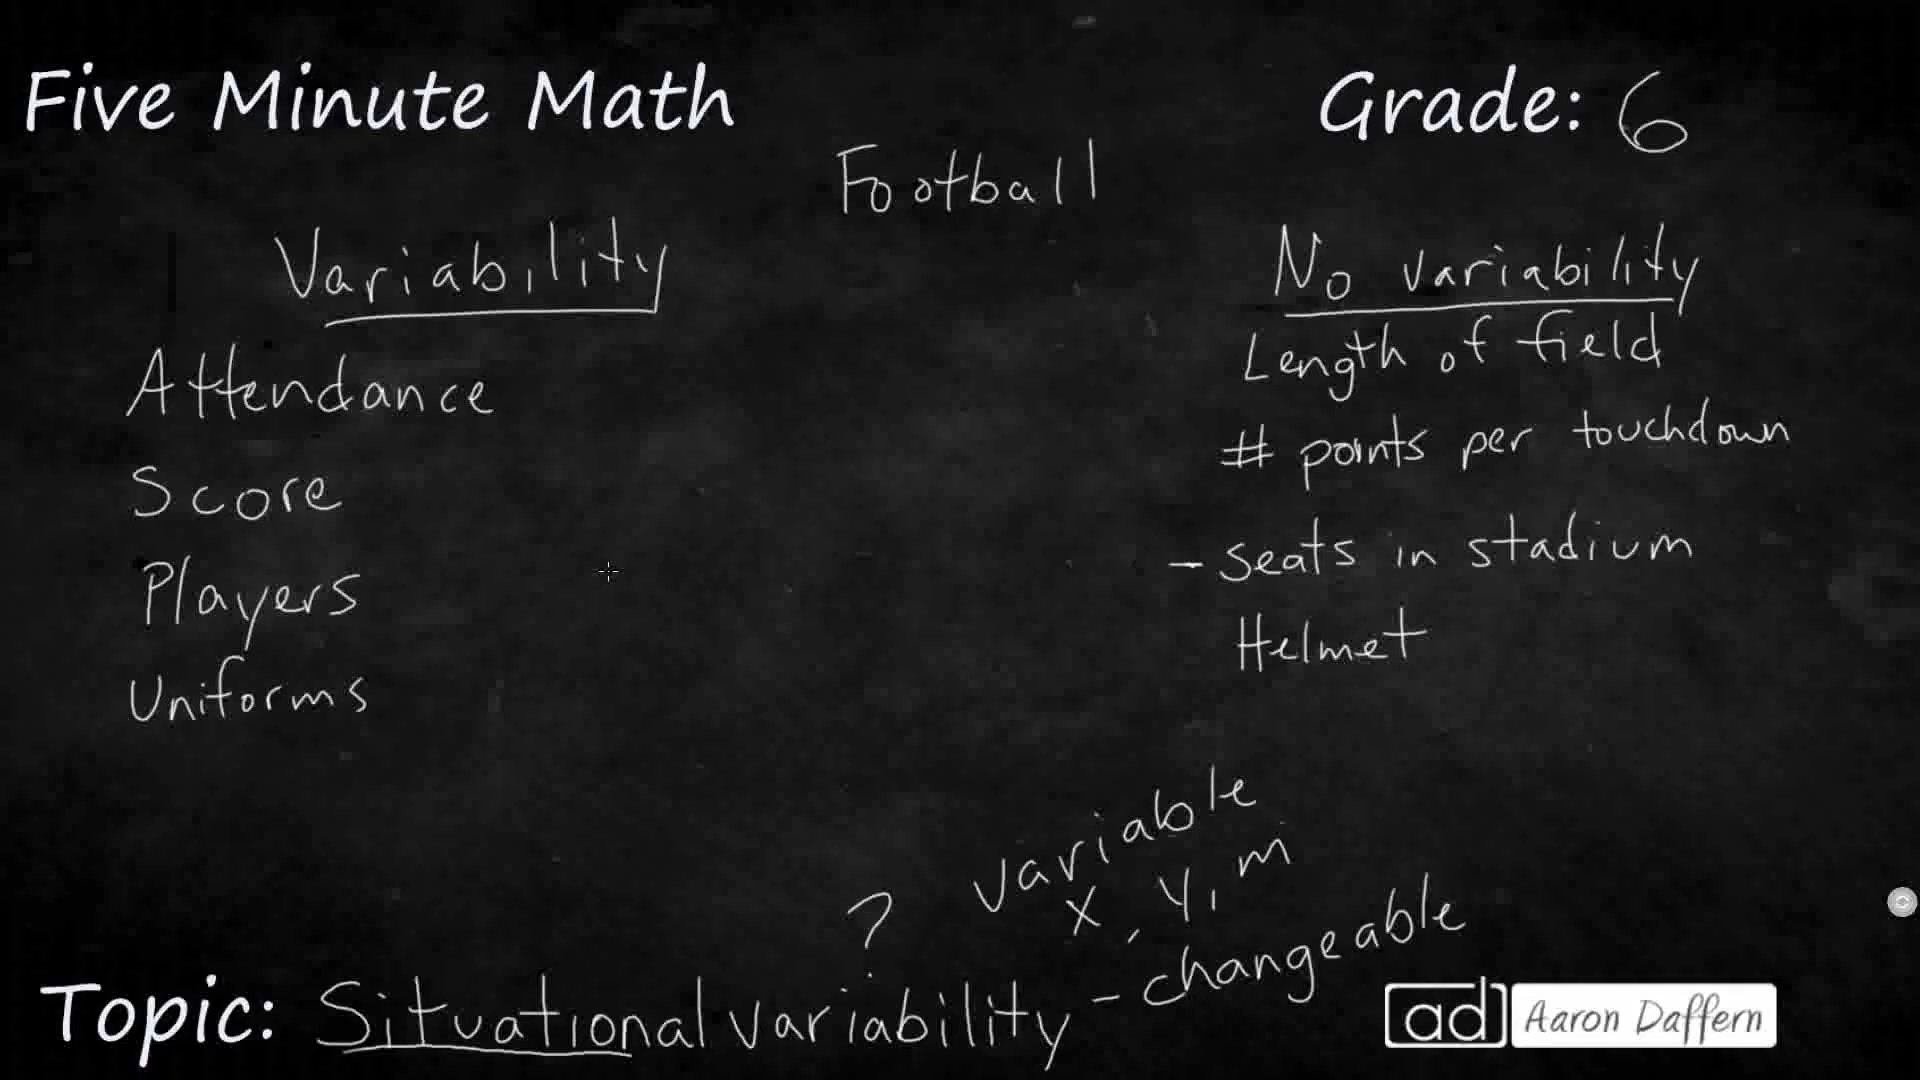 Five Minute Math
Grade: 6
Football
Variability
No variability
Attendance
Score
Players
Uniforms
Length of field
# points per touchdown
- seats in stadium
Helmet
variable
x, y, m
?
Topic: Situational variability - changeable
ad Aaron Daffern